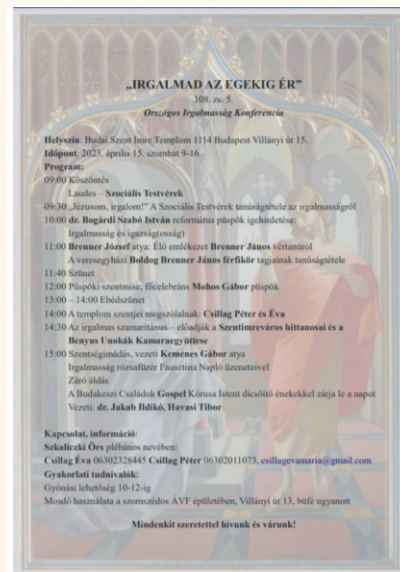 „IRGALMAD AZ EGEKIG ÉR”
108. zs. 5.
Országos Irgalmasság Konferencia
Helyszín: Budai Szent Imre Templom 1114 Budapest Villányi út 15.
Időpont: 2023. április 15. szombat 9-16
Program:
09:00 Köszöntés
Laudes – Szociális Testvérek
09:30 „Jézusom, irgalom!” A Szociális Testvérek tanúságtétele az irgalmasságról
10:00 dr. Bogárdi Szabó István református püspök igehirdetése:
Irgalmasság és igazság(osság)
11:00 Brenner József atya: Élő emlékezet Brenner János vértanúról
A veresegyházi Boldog Brenner János férfikör tagjainak tanúságtétele
11:40 Szünet
12:00 Püspöki szentmise, főcelebráns Mohos Gábor püspök
13:00 – 14:00 Ebédszünet
14:00 A templom szentjei megszólalnak: Csillag Péter és Éva
14:30 Az irgalmas szamaritánus – előadják a Szentimreváros hittanosai és a
Benyus Unokák Kamaraegyüttese
15:00 Szentségimádás, vezeti Kemenes Gábor atya
Irgalmasság rózsafüzér Fausztina Napló üzeneteivel
Záró áldás
A Budakeszi Családok Gospel Kórusa Istent dicsőítő énekekkel zárja le a napot
Vezeti: dr. Jakab Ildikó, Havasi Tibor
Kapcsolat, információ:
Szkaliczki Örs plébános nevében:
Csillag Éva 06302328445 Csillag Péter 06302011073, csillagevamaria@gmail.com
Gyakorlati tudnivalók:
Gyónási lehetőség 10-12-ig
Mosdó használata a szomszédos ÁVF épületében, Villányi út 13, büfé ugyanott
Mindenkit szeretettel hívunk és várunk!